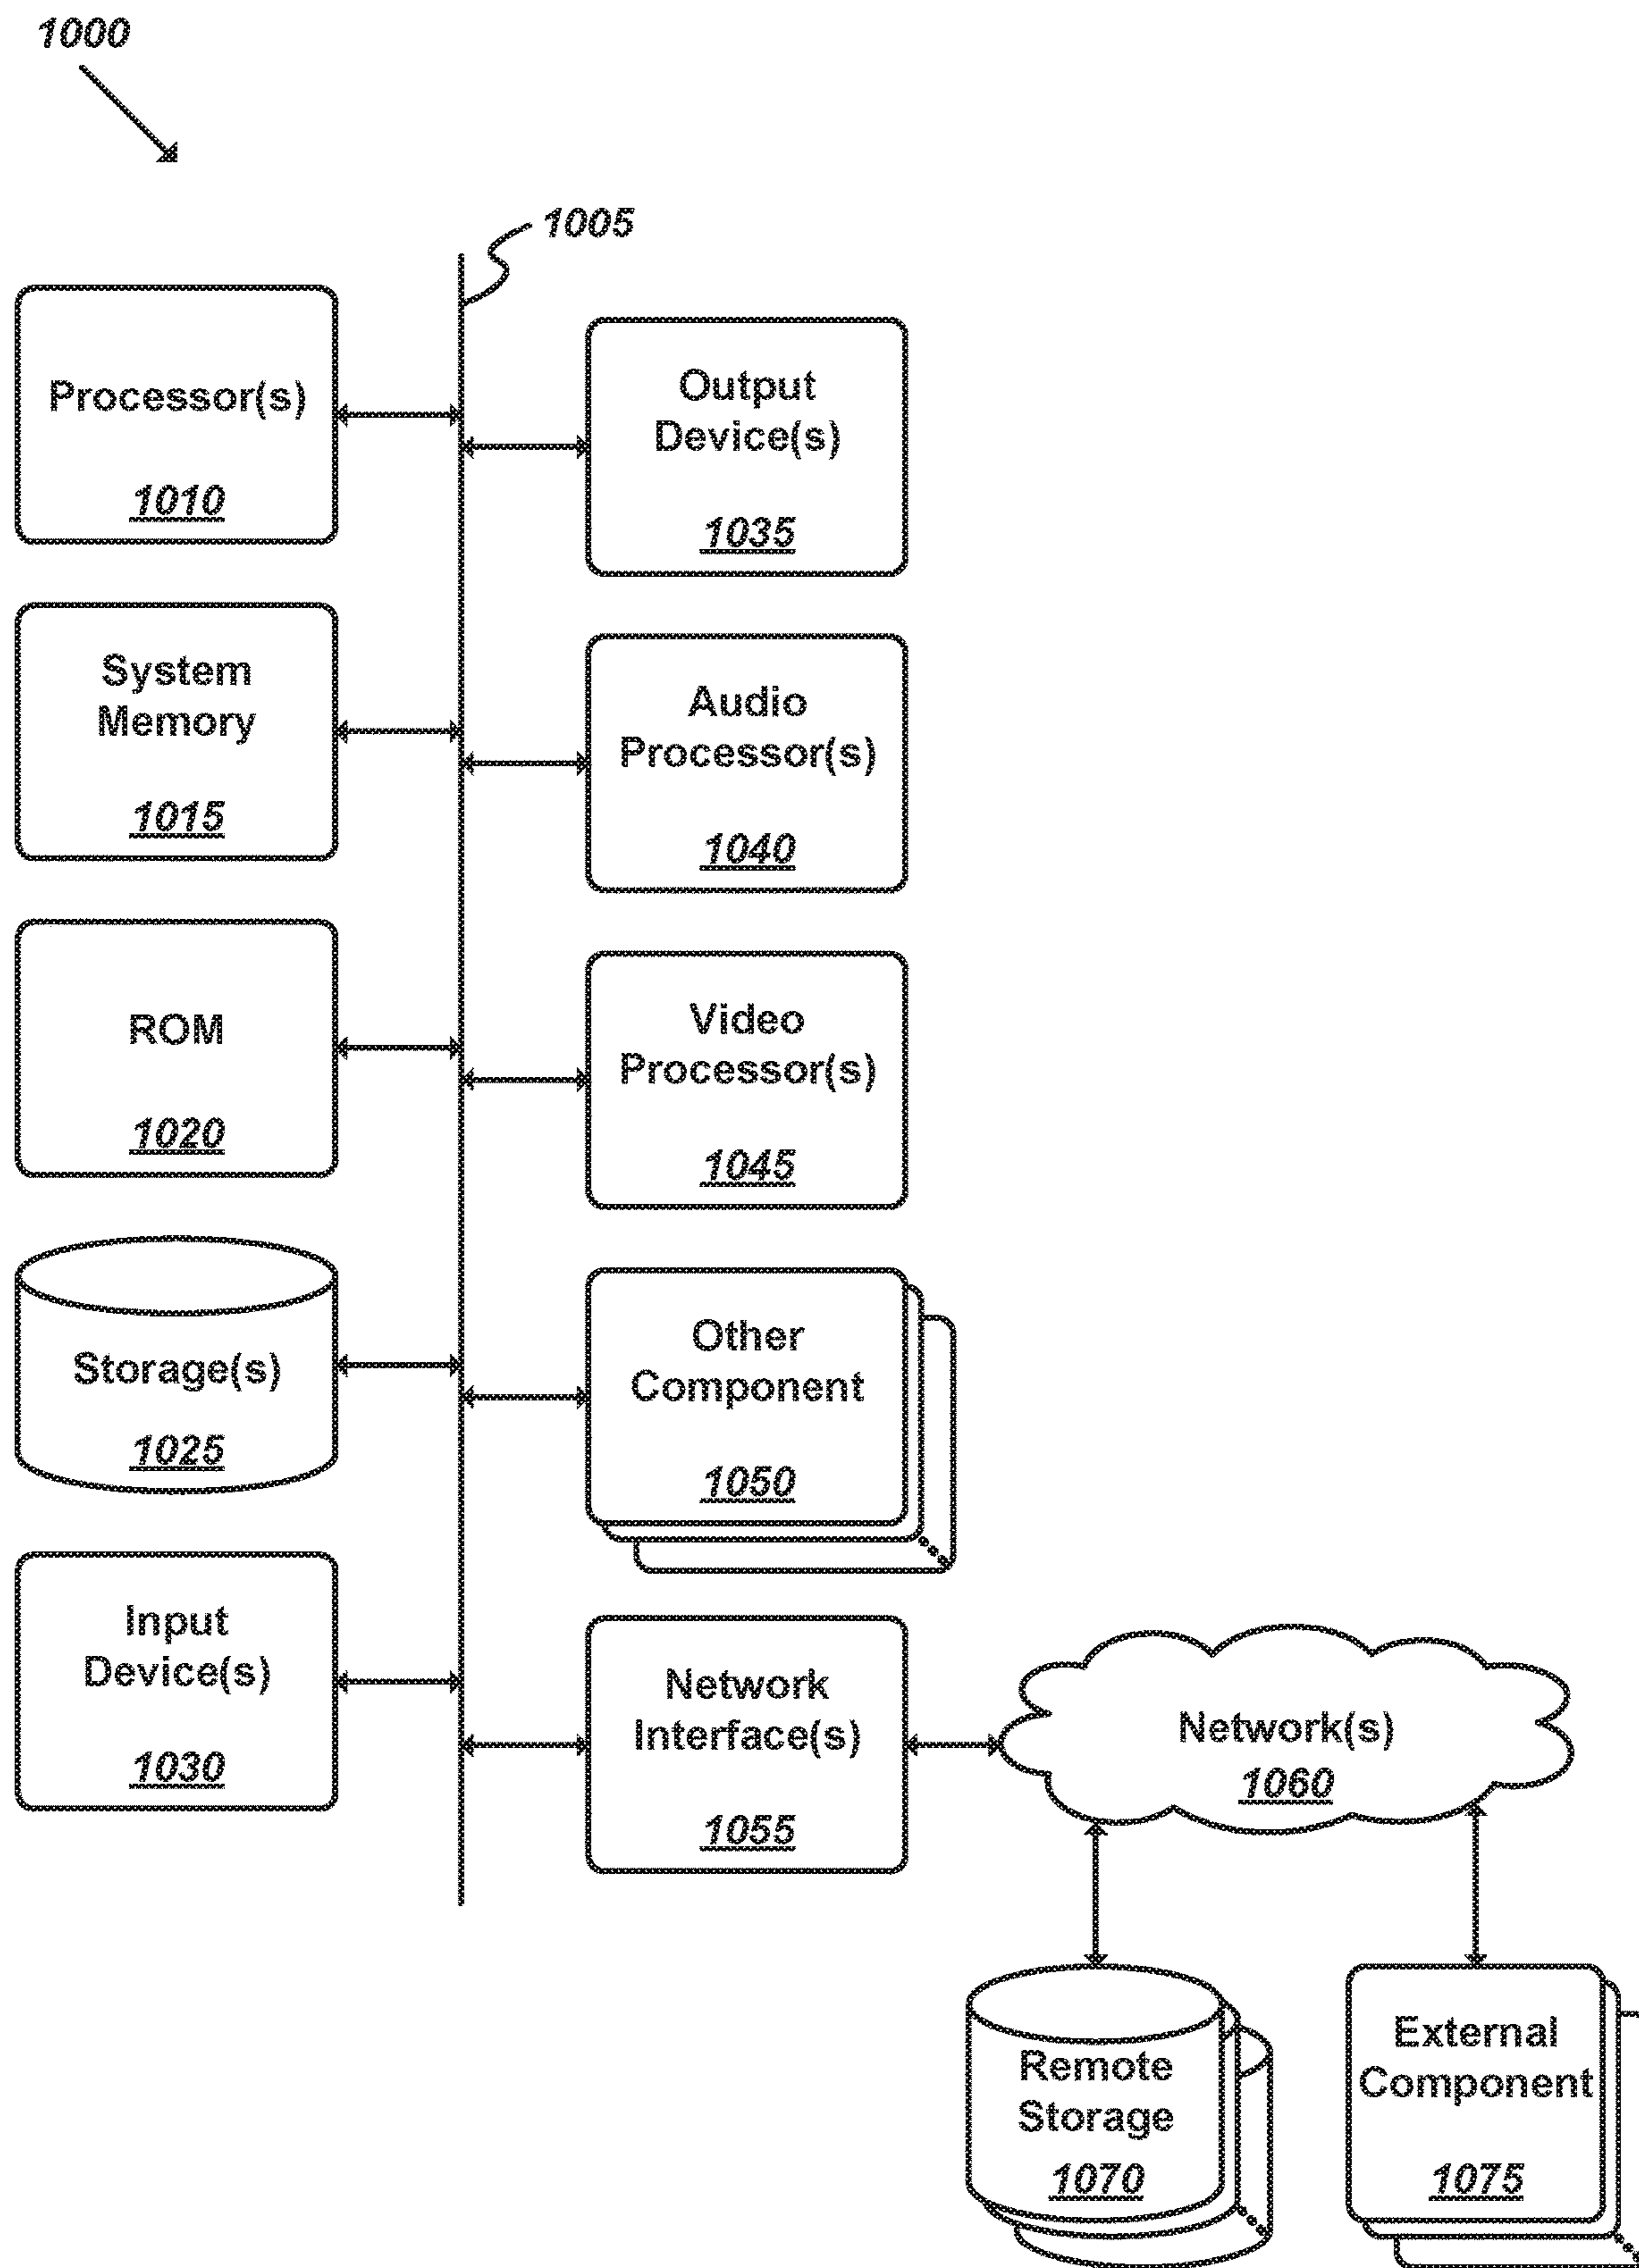 1000
1005
Processor(s)
1010
Output
Device(s)
1035
System
Memory
1015
Audio
Processor(s)
1040
ROM
1020
Video
Processor(s)
1045
Storage(s)
1025
Other
Component
1050
Input
Device(s)
1030
Network
Interface(s)
1055
Network(s)
1060
Remote
Storage
1070
External
Component
1075